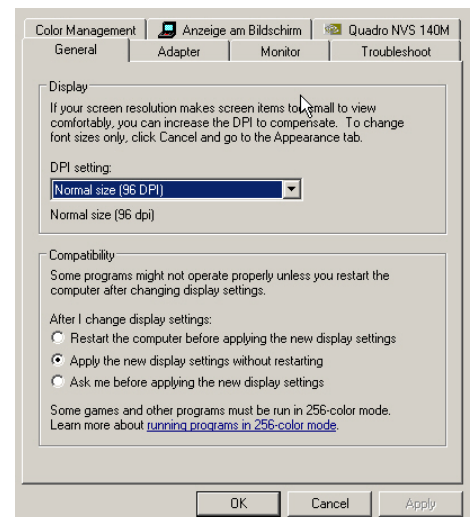 Color Management Anzeige am Bildschirm Quadro NVS 140M
General Adapter Monitor Troubleshoot
Display
If your screen resolution makes screen items too small to view
comfortably, you can increase the DPI to compensate. To change
font sizes only, click Cancel and go to the Appearance tab.
DPI setting:
Normal size (96 DPI)
Normal size (96 dpi)
Compatibility
Some programs might not operate properly unless you restart the
computer after changing display settings.
After I change display settings:
Restart the computer before applying the new display settings
Apply the new display settings without restarting
Ask me before applying the new display settings
Some games and other programs must be run in 256-color mode.
Learn more about running programs in 256-color mode.
OK Cancel Apply